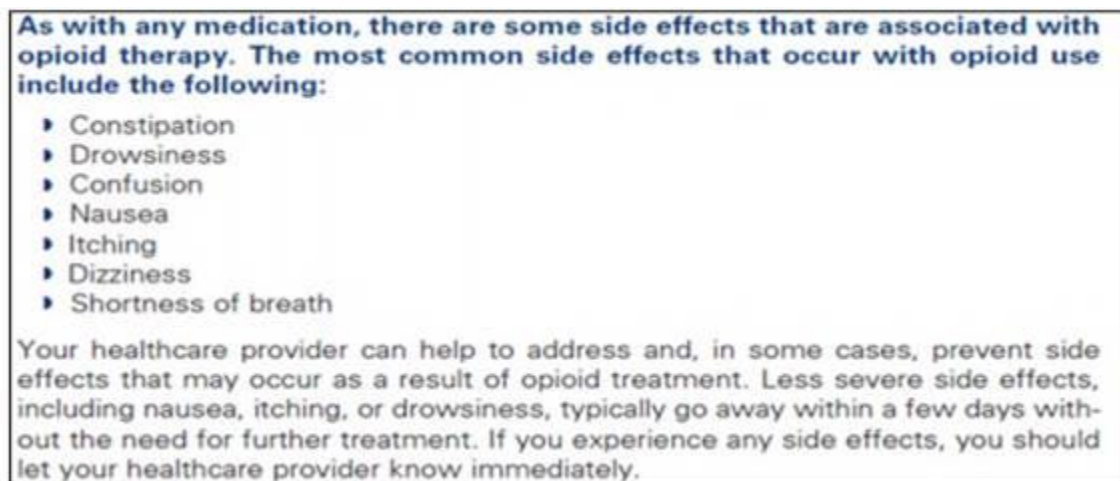 As with any medication, there are some side effects that are associated with
opioid therapy. The most common side effects that occur with opioid use
include the following:
Constipation
Drowsiness
Confusion
Nausea
Itching
Dizziness
Shortness of breath
Your healthcare provider can help to address and, in some cases, prevent side
effects that may occur as a result of opioid treatment. Less severe side effects,
including nausea, itching, or drowsiness, typically go away within a few days with-
out the need for further treatment. If you experience any side effects, you should
let your healthcare provider know immediately.